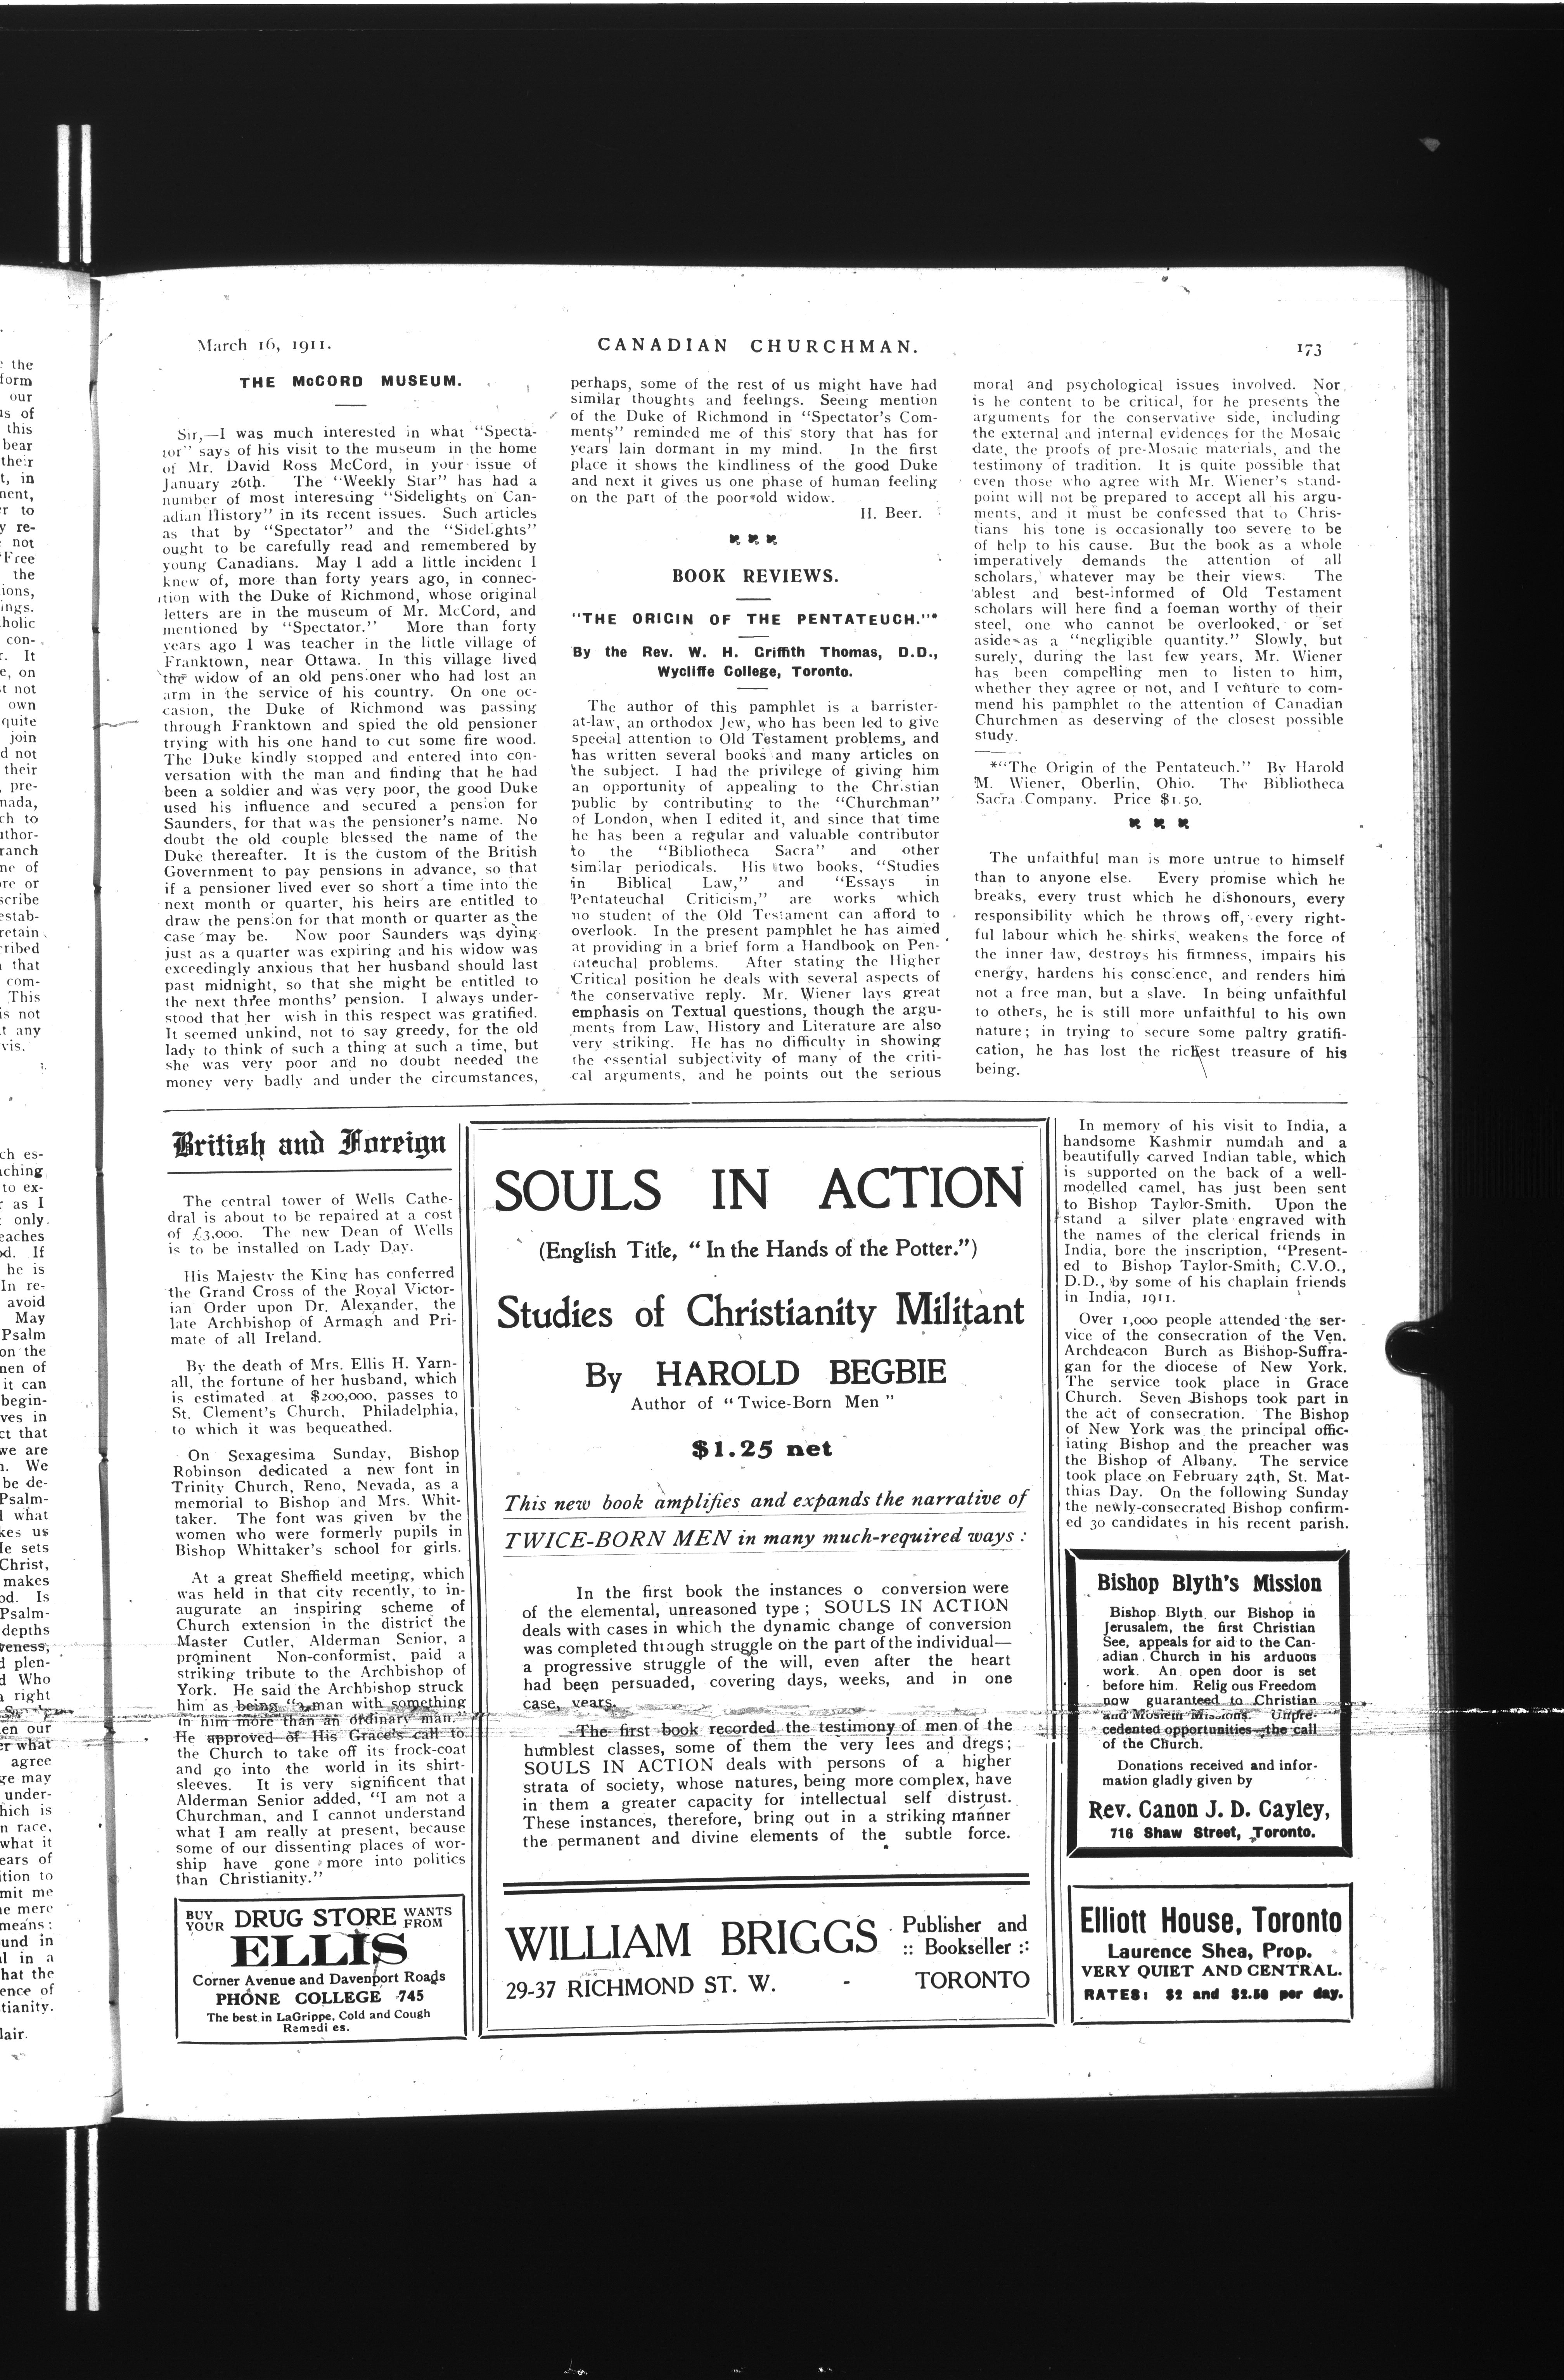 March 16, 1911.
CANADIAN CHURCHMAN.
173
THE McCORD MUSEUM.
Sir,—I was much interested in what "Specta-
tor" says of his visit to the museum in the home
of Mr. David Ross McCord, in your issue of
January 26th. The "Weekly Star" has had a
number of most interesting "Sidelights on Can-
adian History" in its recent issues. Such articles
as that by "Spectator" and the "Sidelights"
ought to be carefully read and remembered by
young Canadians. May I add a little incident I
knew of, more than forty years ago, in connec-
tion with the Duke of Richmond, whose original
letters are in the museum of Mr. McCord, and
mentioned by "Spectator." More than forty
years ago I was teacher in the little village of
Franktown, near Ottawa. In this village lived
the widow of an old pensioner who had lost an
arm in the service of his country. On one oc-
casion, the Duke of Richmond was passing
through Franktown and spied the old pensioner
trying with his one hand to cut some fire wood.
The Duke kindly stopped and entered into con-
versation with the man and finding that he had
been a soldier and was very poor, the good Duke
used his influence and secured a pension for
Saunders, for that was the pensioner's name. No
doubt the old couple blessed the name of the
Duke thereafter. It is the custom of the British
Government to pay pensions in advance, so that
if a pensioner lived ever so short a time into the
next month or quarter, his heirs are entitled to
draw the pension for that month or quarter as the
case may be. Now poor Saunders was dying
just as a quarter was expiring and his widow was
exceedingly anxious that her husband should last
past midnight, so that she might be entitled to
the next three months' pension. I always under-
stood that her wish in this respect was gratified.
It seemed unkind, not to say greedy, for the old
lady to think of such a thing at such a time, but
she was very poor and no doubt needed the
money very badly and under the circumstances,
perhaps, some of the rest of us might have had
similar thoughts and feelings. Seeing mention
of the Duke of Richmond in "Spectator's Com-
ments" reminded me of this story that has for
years lain dormant in my mind. In the first
place it shows the kindliness of the good Duke
and next it gives us one phase of human feeling
on the part of the poor old widow.
H. Beer.
BOOK REVIEWS.
"THE ORIGIN OF THE PENTATEUCH."*
By the Rev. W. H. Griffith Thomas, D.D.,
Wycliffe College, Toronto.
The author of this pamphlet is a barrister-
at-law, an orthodox Jew, who has been led to give
special attention to Old Testament problems, and
has written several books and many articles on
the subject. I had the privilege of giving him
an opportunity of appealing to the Christian
public by contributing to the "Churchman"
of London, when I edited it, and since that time
he has been a regular and valuable contributor
to the "Bibliotheca Sacra" and other
similar periodicals. His two books, "Studies
in Biblical Law," and "Essays in
Pentateuchal Criticism," are works which
no student of the Old Testament can afford to
overlook. In the present pamphlet he has aimed
at providing in a brief form a Handbook on Pen-
tateuchal problems. After stating the Higher
Critical position he deals with several aspects of
the conservative reply. Mr. Wiener lays great
emphasis on Textual questions, though the argu-
ments from Law, History and Literature are also
very striking. He has no difficulty in showing
the essential subjectivity of many of the criti-
cal arguments, and he points out the serious
moral and psychological issues involved. Nor
is he content to be critical, for he presents the
arguments for the conservative side, including
the external and internal evidences for the Mosaic
date, the proofs of pre-Mosaic materials, and the
testimony of tradition. It is quite possible that
even those who agree with Mr. Wiener's stand-
point will not be prepared to accept all his argu-
ments, and it must be confessed that to Chris-
tians his tone is occasionally too severe to be
of help to his cause. But the book as a whole
imperatively demands the attention of all
scholars, whatever may be their views. The
ablest and best-informed of Old Testament
scholars will here find a foeman worthy of their
steel, one who cannot be overlooked, or set
aside as a "negligible quantity." Slowly, but
surely, during the last few years, Mr. Wiener
has been compelling men to listen to him,
whether they agree or not, and I venture to com-
mend his pamphlet to the attention of Canadian
Churchmen as deserving of the closest possible
study.
*"The Origin of the Pentateuch." By Harold
M. Wiener, Oberlin, Ohio. The Bibliotheca
Sacra Company. Price $1.50.
The unfaithful man is more untrue to himself
than to anyone else. Every promise which he
breaks, every trust which he dishonours, every
responsibility which he throws off, every right-
ful labour which he shirks, weakens the force of
the inner law, destroys his firmness, impairs his
energy, hardens his conscience, and renders him
not a free man, but a slave. In being unfaithful
to others, he is still more unfaithful to his own
nature; in trying to secure some paltry gratifi-
cation, he has lost the richest treasure of his
being.
British and Foreign
The central tower of Wells Cathe-
dral is about to be repaired at a cost
of £3,000. The new Dean of Wells
is to be installed on Lady Day.
His Majesty the King has conferred
the Grand Cross of the Royal Victor-
ian Order upon Dr. Alexander, the
late Archbishop of Armagh and Pri-
mate of all Ireland.
By the death of Mrs. Ellis H. Yarn-
all, the fortune of her husband, which
is estimated at $200,000, passes to
St. Clement's Church, Philadelphia,
to which it was bequeathed.
On Sexagesima Sunday, Bishop
Robinson dedicated a new font in
Trinity Church, Reno, Nevada, as a
memorial to Bishop and Mrs. Whit-
taker. The font was given by the
women who were formerly pupils in
Bishop Whittaker's school for girls.
At a great Sheffield meeting, which
was held in that city recently, to in-
augurate an inspiring scheme of
Church extension in the district the
Master Cutler, Alderman Senior, a
prominent Non-conformist, paid a
striking tribute to the Archbishop of
York. He said the Archbishop struck
him as being "a man with something
in him more than an ordinary man."
He approved of His Grace's call to
the Church to take off its frock-coat
and go into the world in its shirt-
sleeves. It is very significant that
Alderman Senior added, "I am not a
Churchman, and I cannot understand
what I am really at present, because
some of our dissenting places of wor-
ship have gone more into politics
than Christianity."
BUY YOUR DRUG STORE WANTS FROM
ELLIS
Corner Avenue and Davenport Roads
PHONE COLLEGE 745
The best in LaGrippe, Cold and Cough
Remedi es.
SOULS IN ACTION
(English Title, "In the Hands of the Potter.")
Studies of Christianity Militant
By HAROLD BEGBIE
Author of "Twice-Born Men"
$1.25 net
This new book amplifies and expands the narrative of
TWICE-BORN MEN in many much-required ways:
In the first book the instances o conversion were
of the elemental, unreasoned type; SOULS IN ACTION
deals with cases in which the dynamic change of conversion
was completed through struggle on the part of the individual—
a progressive struggle of the will, even after the heart
had been persuaded, covering days, weeks, and in one
case, years.
The first book recorded the testimony of men of the
humblest classes, some of them the very lees and dregs;
SOULS IN ACTION deals with persons of a higher
strata of society, whose natures, being more complex, have
in them a greater capacity for intellectual self distrust.
These instances, therefore, bring out in a striking manner
the permanent and divine elements of the subtle force.
WILLIAM BRIGGS Publisher and
:: Bookseller ::
29-37 RICHMOND ST. W. - TORONTO
In memory of his visit to India, a
handsome Kashmir numdah and a
beautifully carved Indian table, which
is supported on the back of a well-
modelled camel, has just been sent
to Bishop Taylor-Smith. Upon the
stand a silver plate engraved with
the names of the clerical friends in
India, bore the inscription, "Present-
ed to Bishop Taylor-Smith, C.V.O.,
D.D., by some of his chaplain friends
in India, 1911.
Over 1,000 people attended the ser-
vice of the consecration of the Ven.
Archdeacon Burch as Bishop-Suffra-
gan for the diocese of New York.
The service took place in Grace
Church. Seven Bishops took part in
the act of consecration. The Bishop
of New York was the principal offic-
iating Bishop and the preacher was
the Bishop of Albany. The service
took place on February 24th, St. Mat-
thias Day. On the following Sunday
the newly-consecrated Bishop confirm-
ed 30 candidates in his recent parish.
Bishop Blyth's Mission
Bishop Blyth our Bishop in
Jerusalem, the first Christian
See, appeals for aid to the Can-
adian Church in his arduous
work. An open door is set
before him. Relig ous Freedom
now guaranteed to Christian
and Moslem Missions. Unpre-
cedented opportunities—the call
of the Church.
Donations received and infor-
mation gladly given by
Rev. Canon J. D. Cayley,
716 Shaw Street, Toronto.
Elliott House, Toronto
Laurence Shea, Prop.
VERY QUIET AND CENTRAL.
RATES: $2 and $2.50 per day.